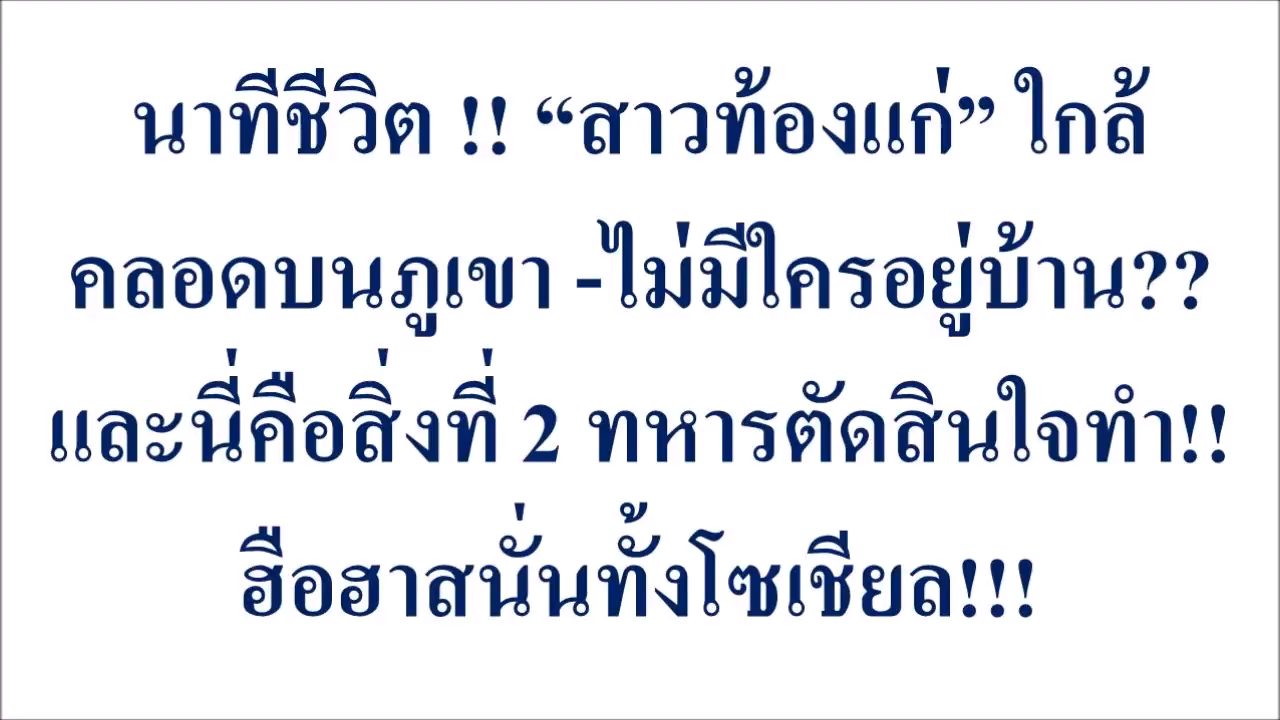 นาทีชีวิต !! “สาวท้องแก่” ใกล้
คลอดบนภูเขา -ไม่มีใครอยู่บ้าน??
และนี่คือสิ่งที่ 2 ทหารตัดสินใจทำ!!
ฮือฮาสนั่นทั้งโซเชียล!!!